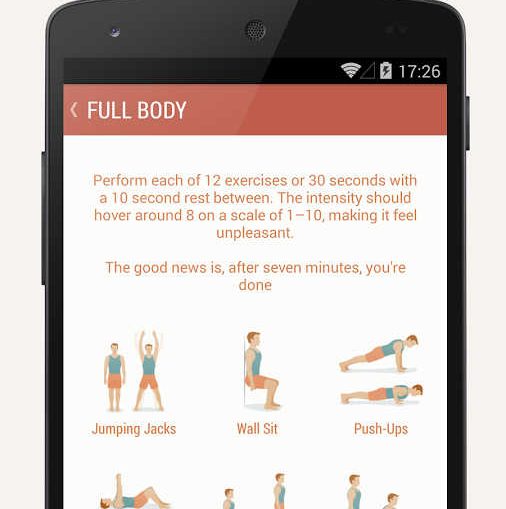 17:26
FULL BODY
Perform each of 12 exercises or 30 seconds with
a 10 second rest between. The intensity should
hover around 8 on a scale of 1–10, making it feel
unpleasant.
The good news is, after seven minutes, you're
done
Jumping Jacks Wall Sit Push-Ups